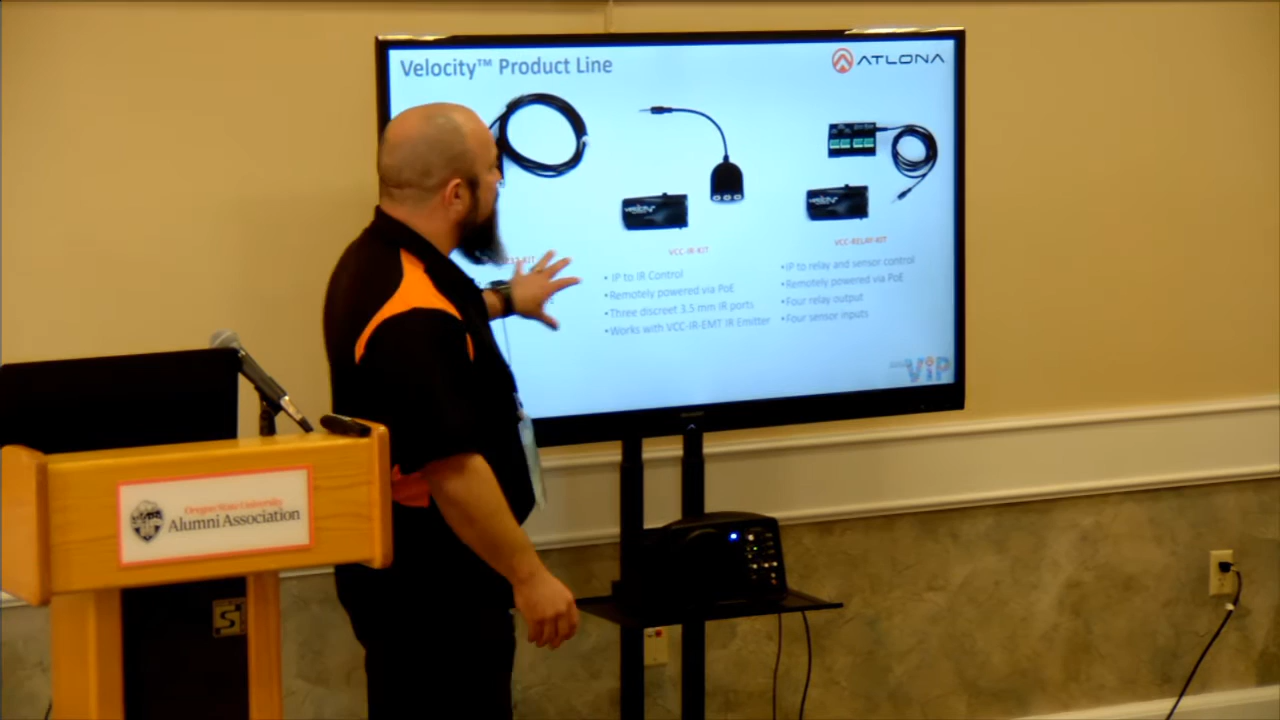 Velocity™ Product Line
ATLONA
VCC-IR-KIT
• IP to IR Control
• Remotely powered via PoE
• Three discreet 3.5 mm IR ports
• Works with VCC-IR-EMT IR Emitter
VCC-RELAY-KIT
• IP to relay and sensor control
• Remotely powered via PoE
• Four relay output
• Four sensor inputs
velocity
velocity
ViP
Oregon State University
Alumni Association
S